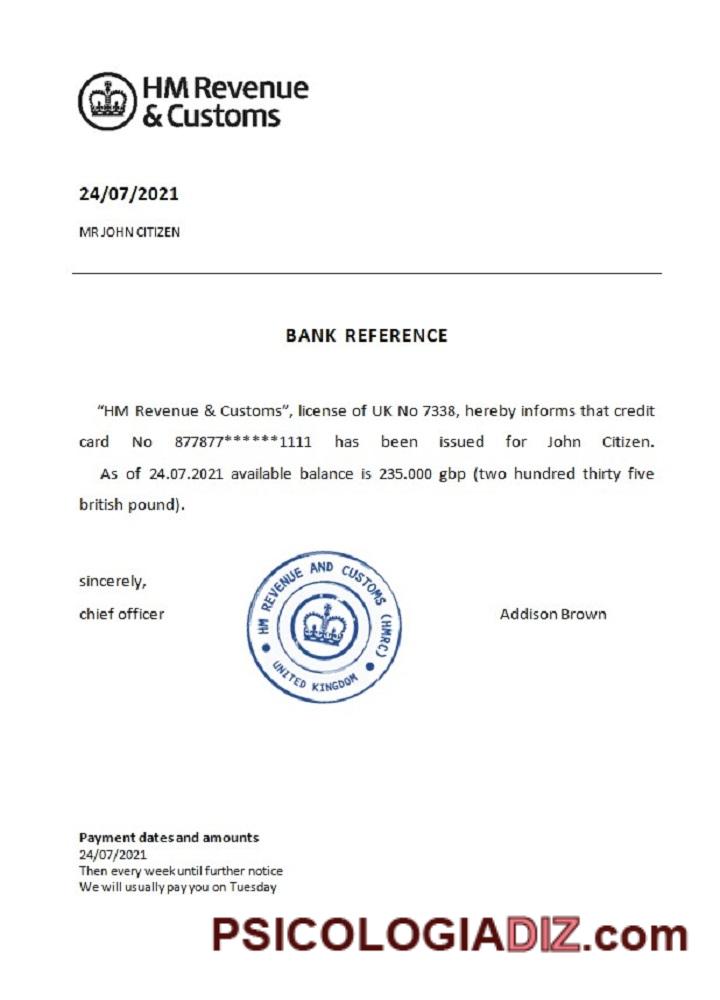 HM Revenue
& Customs
24/07/2021
MR JOHN CITIZEN
BANK REFERENCE
“HM Revenue & Customs”, license of UK No 7338, hereby informs that credit
card No 877877******1111 has been issued for John Citizen.
As of 24.07.2021 available balance is 235.000 gbp (two hundred thirty five
british pound).
sincerely,
chief officer
HM REVENUE AND CUSTOMS (HMRC)
UNITED KINGDOM
Addison Brown
Payment dates and amounts
24/07/2021
Then every week until further notice
We will usually pay you on Tuesday
PSICOLOGIADIZ.com